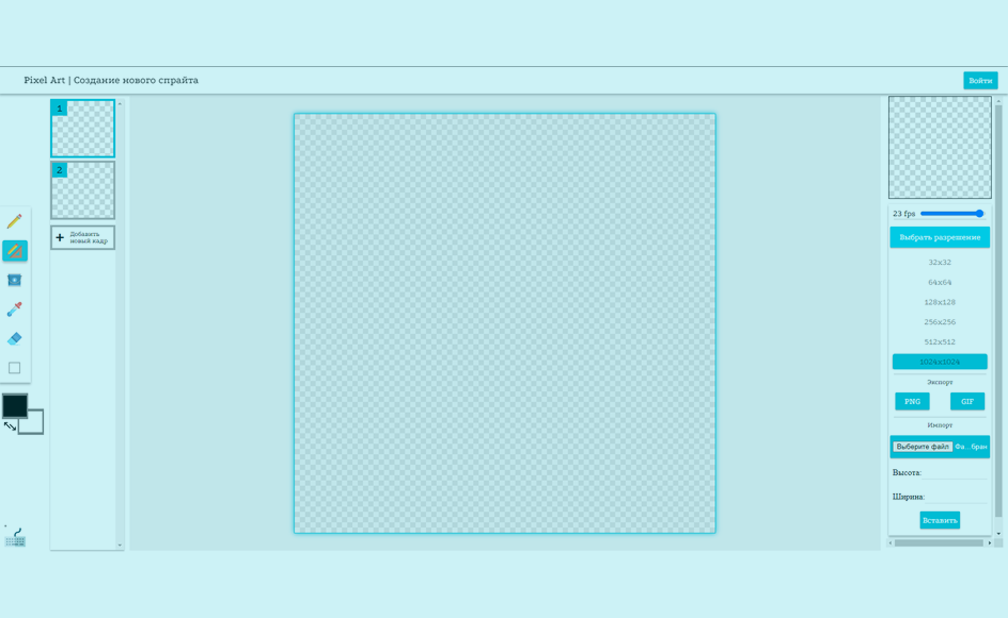 Pixel Art | Создание нового спрайта
Войти
1
2
Добавить
новый кадр
23 fps
Выбрать разрешение
32x32
64x64
128x128
256x256
512x512
1024x1024
Экспорт
PNG GIF
Импорт
Выберите файл Фа...бран
Высота:
Ширина:
Вставить